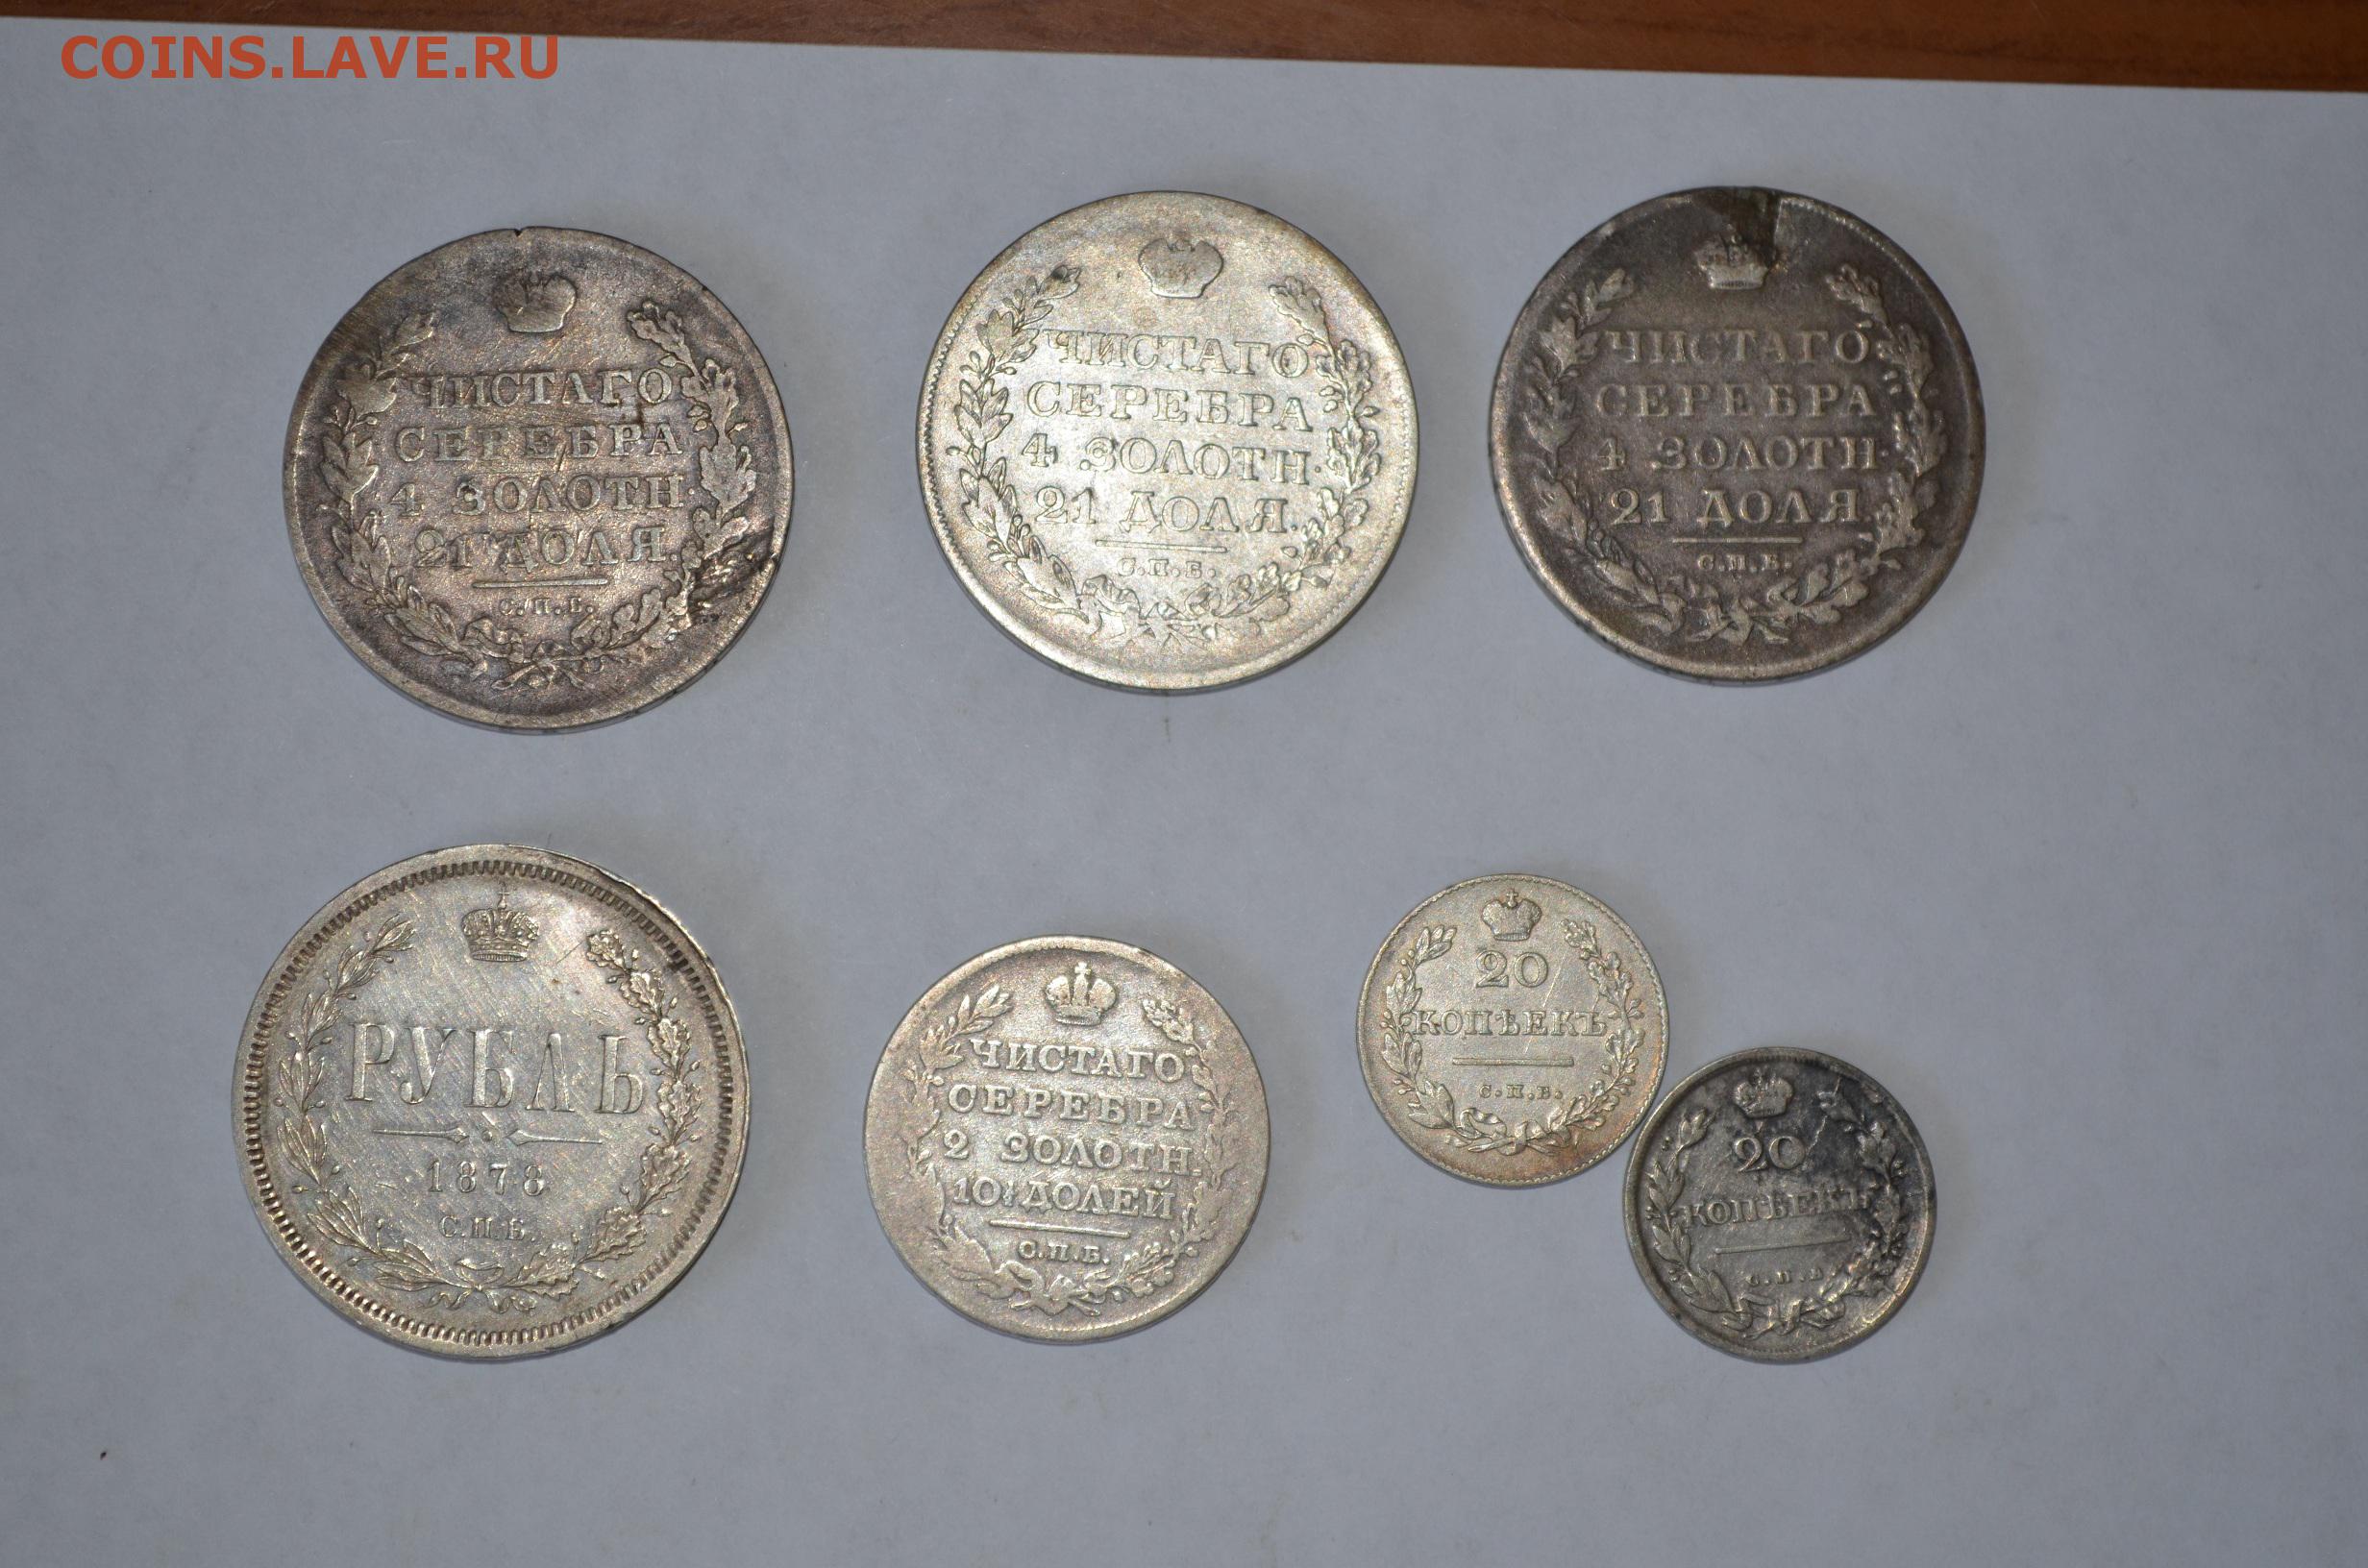 COINS.LAVE.RU
ЧИСТАГО
СЕРЕБРА
4 ЗОЛОТН.
21 ДОЛЯ
С.П.Б.
ЧИСТАГО
СЕРЕБРА
4 ЗОЛОТН.
21 ДОЛЯ.
С.П.Б.
ЧИСТАГО
СЕРЕБРА
4 ЗОЛОТН.
21 ДОЛЯ
С.П.Б.
РУБЛЬ
1878
С.П.Б.
ЧИСТАГО
СЕРЕБРА
2 ЗОЛОТН.
10½ ДОЛЕЙ
С.П.Б.
20
КОПѢЕКЪ
С.П.Б.
20
КОПѢЕКЪ
С.П.Б.